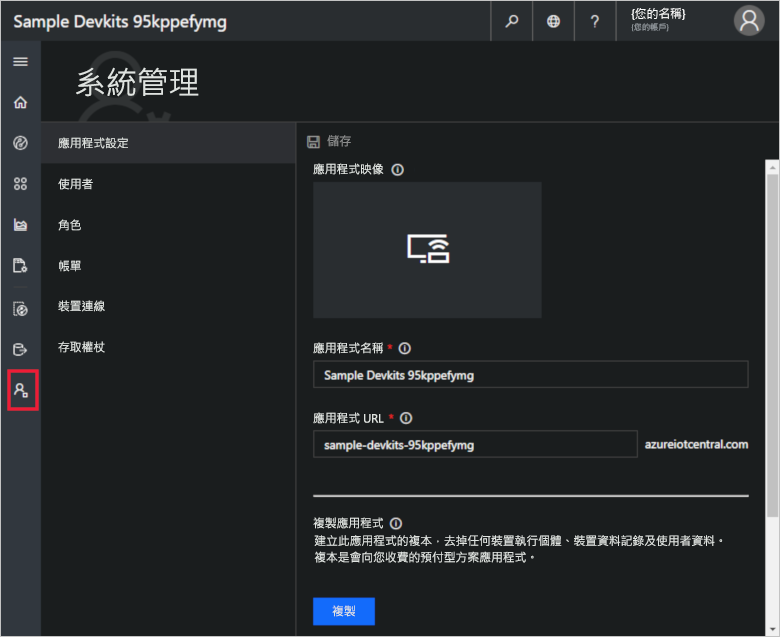 Sample Devkits 95kppefymg
?
{您的名稱}
{您的帳戶}
系統管理
應用程式設定
使用者
角色
帳單
裝置連線
存取權杖
儲存
應用程式映像
應用程式名稱 *
Sample Devkits 95kppefymg
應用程式 URL *
sample-devkits-95kppefymg
azureiotcentral.com
複製應用程式
建立此應用程式的複本，去掉任何裝置執行個體、裝置資料記錄及使用者資料。
複本是會向您收費的預付型方案應用程式。
複製